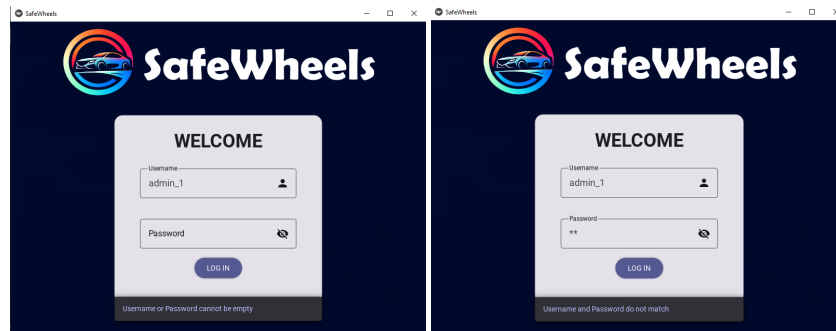 SafeWheels
SafeWheels
WELCOME
Username
admin_1
Password
LOG IN
Username or Password cannot be empty
SafeWheels
SafeWheels
WELCOME
Username
admin_1
Password
**
LOG IN
Username and Password do not match